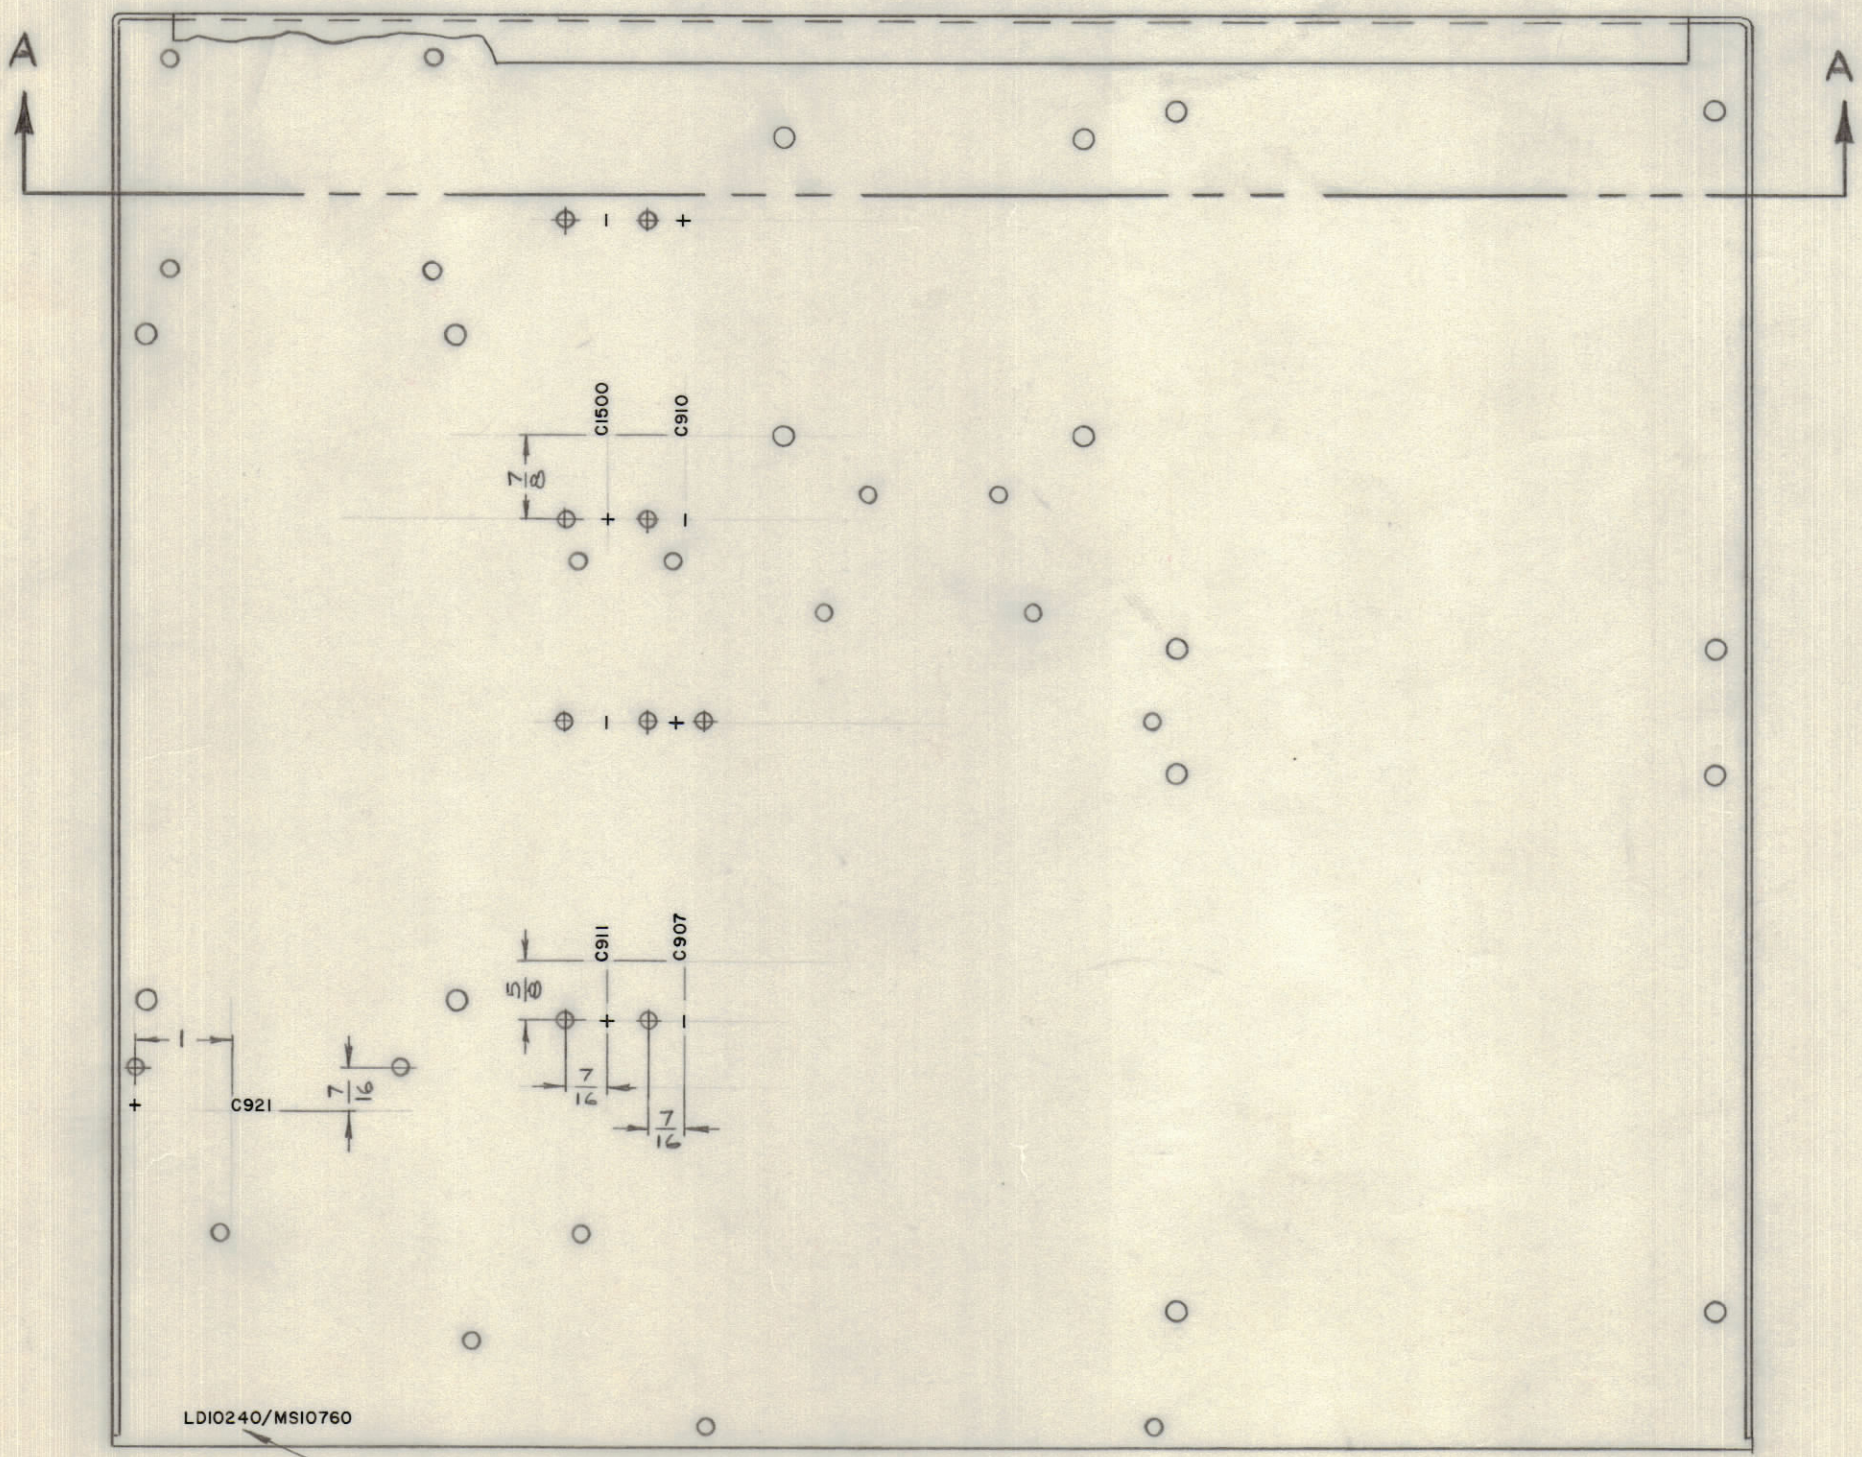 A A
− +
C1500 C910
7/8
+ −
− +
C911 C907
5/8
+ −
1
7/16
7/16
+ C921
7/16
LD10240/MS10760